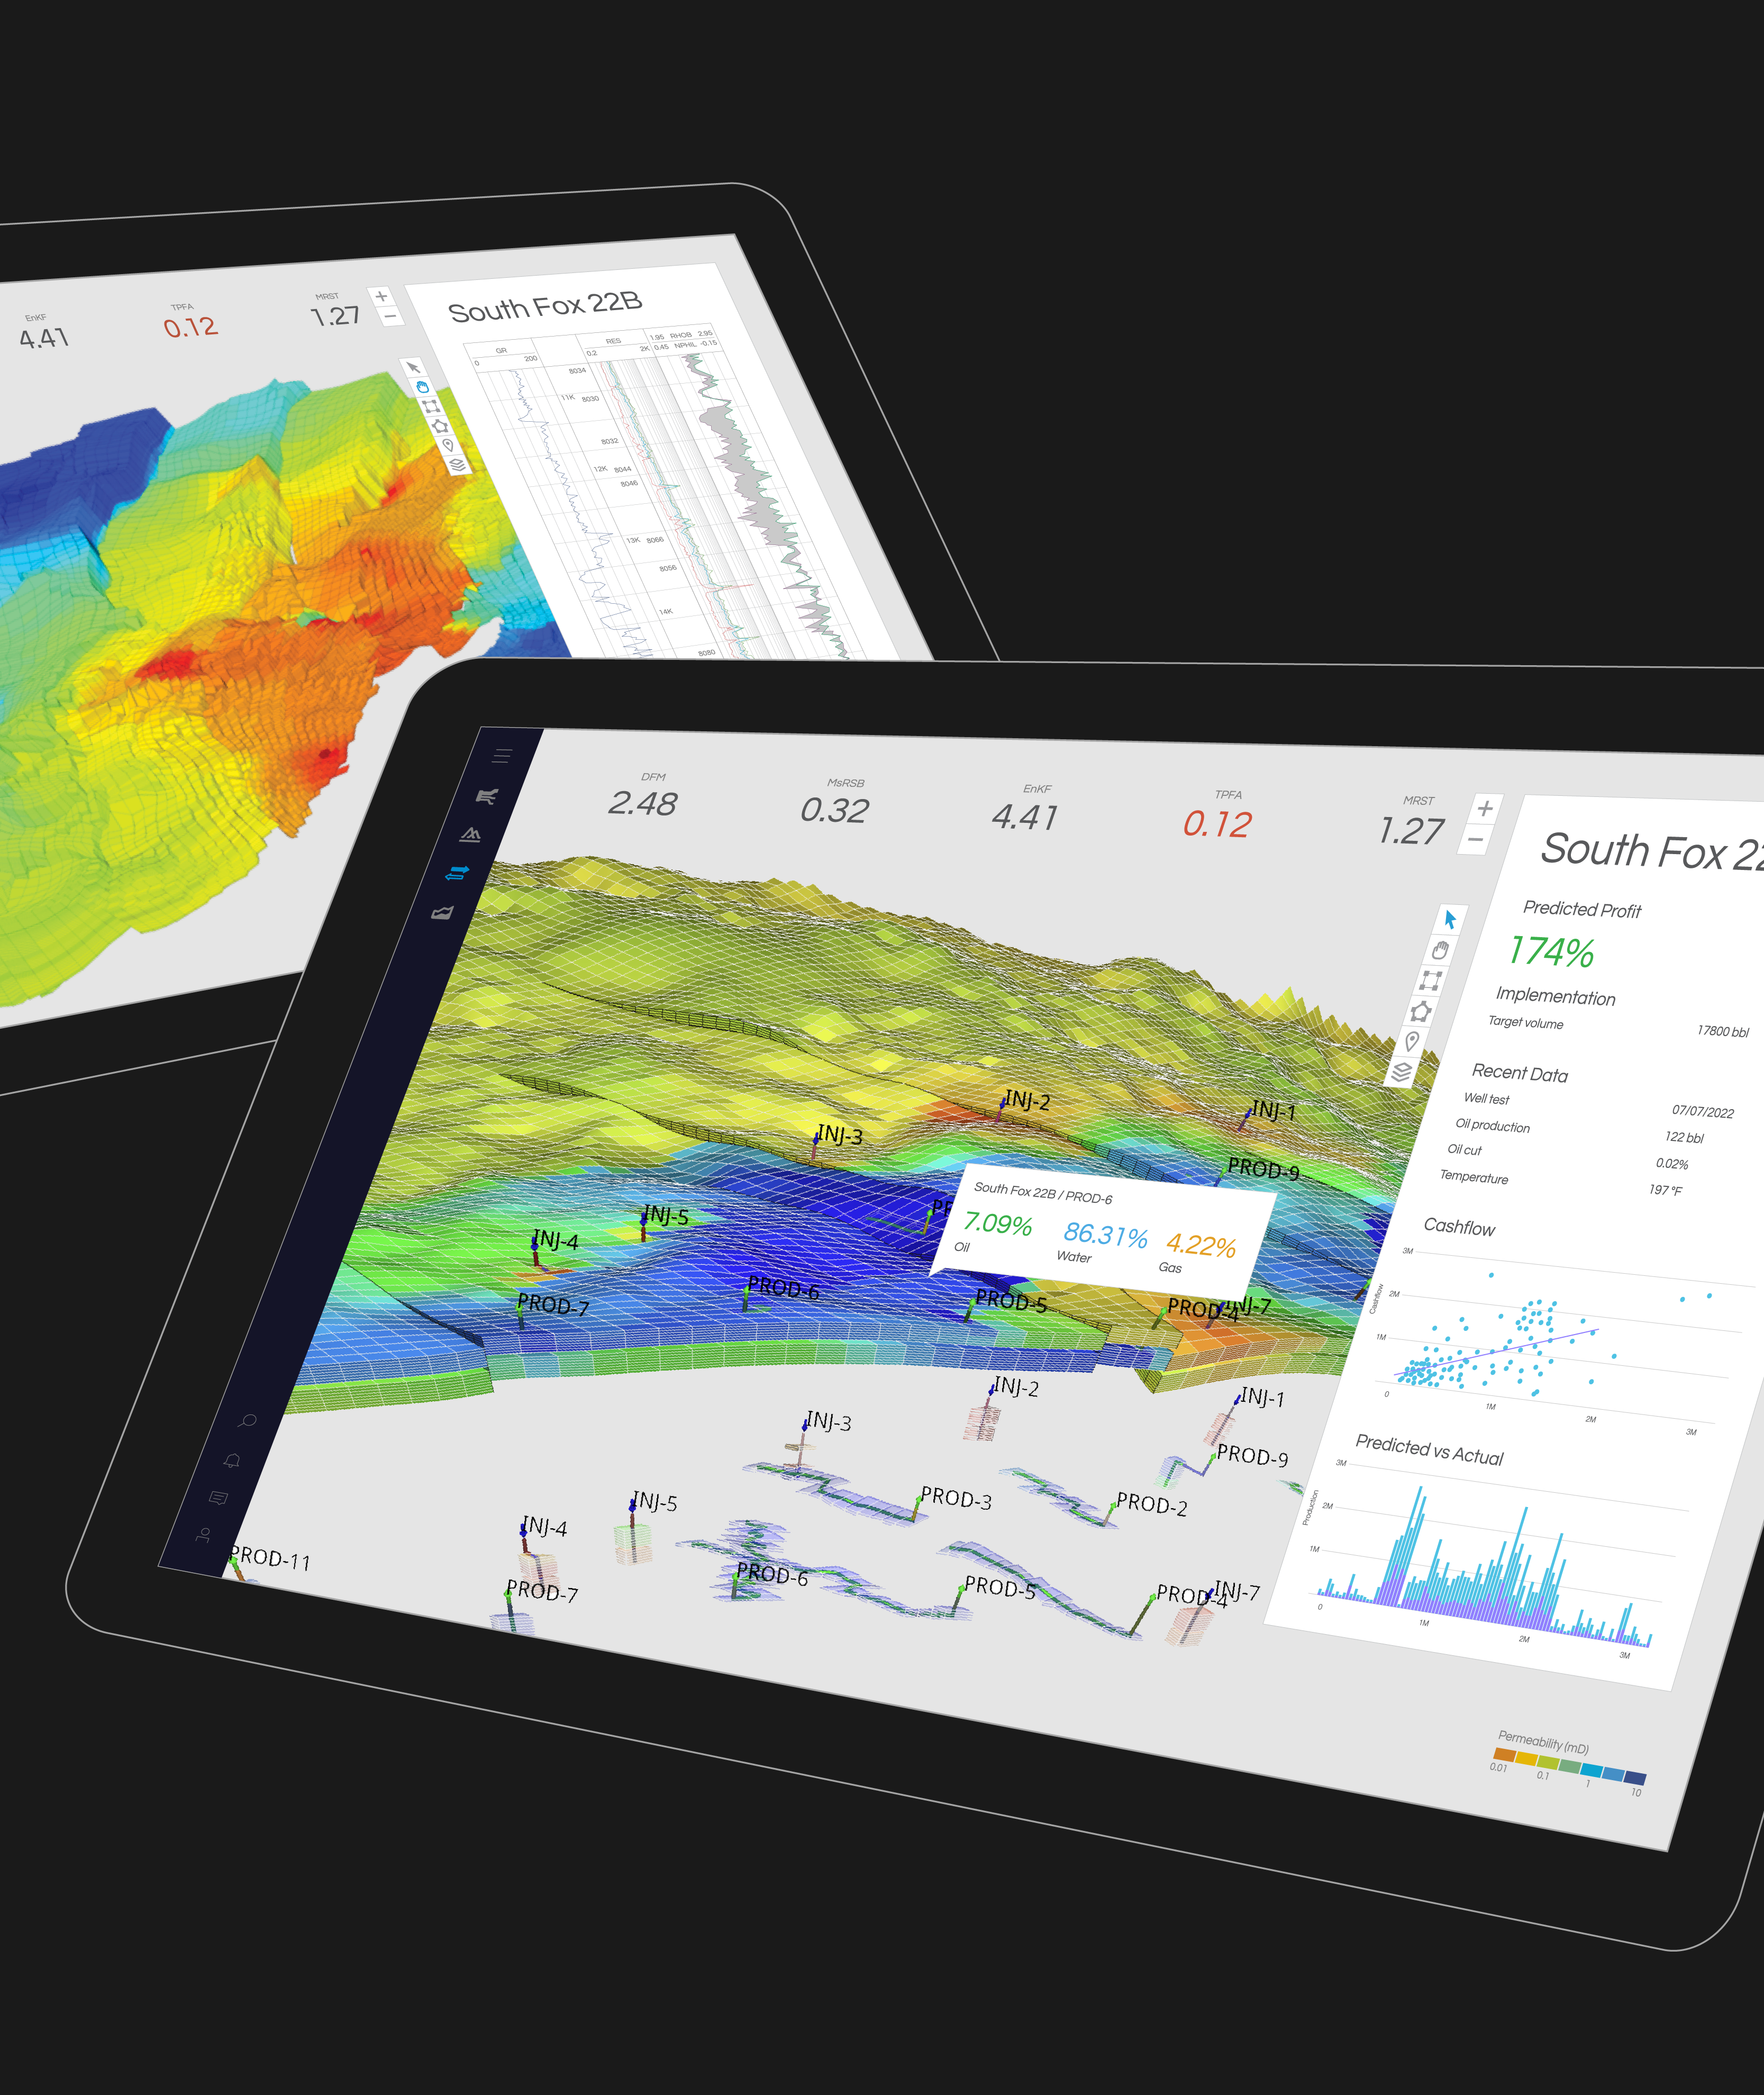 EnKF
4.41
TPFA
0.12
MRST
1.27
+
−
South Fox 22B
GR
0 200
RES
0.2 2K
1.95 RHOB 2.95
0.45 NPHIL -0.15
8034
11K 8030
8032
12K 8044
8046
13K 8066
8056
14K
8080
DFM
2.48
MsRSB
0.32
EnKF
4.41
TPFA
0.12
MRST
1.27
+
−
INJ-2
INJ-1
INJ-3
PROD-9
INJ-5
INJ-4
PROD-7
PROD-6
PROD-5
PROD-4
INJ-7
South Fox 22B / PROD-6
7.09%
Oil
86.31%
Water
4.22%
Gas
INJ-2
INJ-1
INJ-3
PROD-9
PROD-3
PROD-2
INJ-5
INJ-4
PROD-11
PROD-7
PROD-6
PROD-5
PROD-4
INJ-7
South Fox 22
Predicted Profit
174%
Implementation
Target volume 17800 bbl
Recent Data
Well test 07/07/2022
Oil production 122 bbl
Oil cut 0.02%
Temperature 197 °F
Cashflow
3M
2M
1M
Cashflow
0 1M 2M 3M
Predicted vs Actual
3M
2M
1M
Production
0 1M 2M 3M
Permeability (mD)
0.01 0.1 1 10